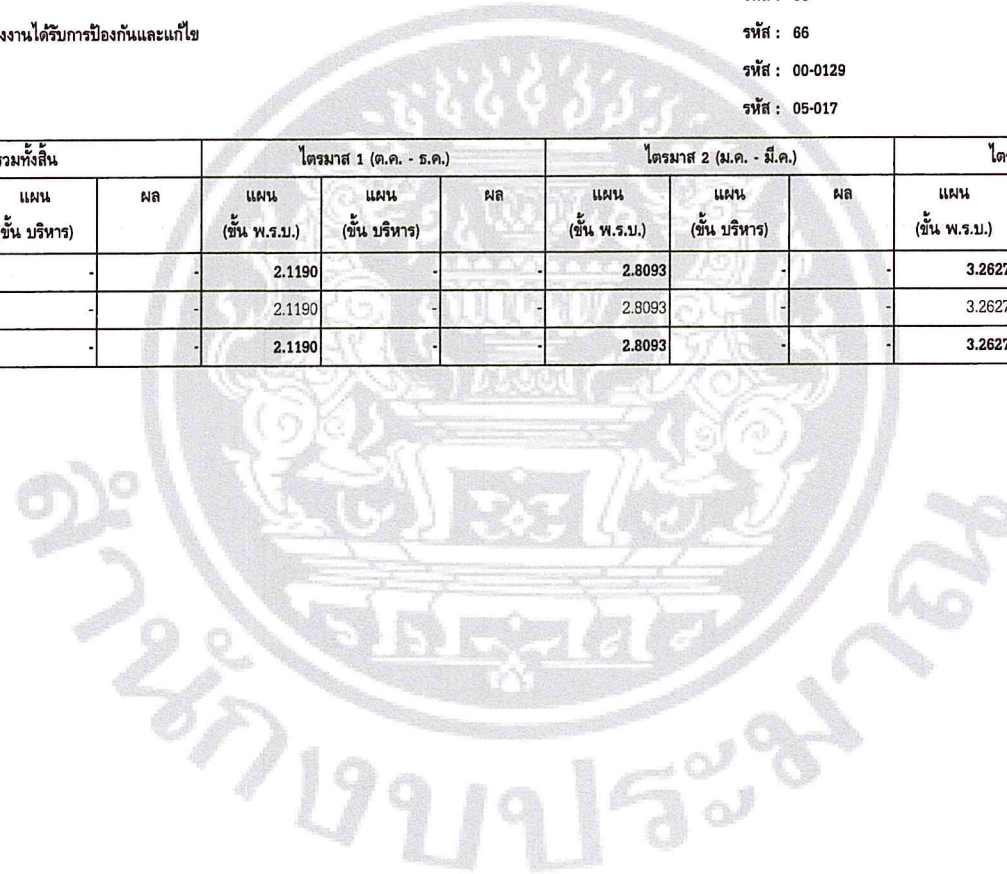 งงานได้รับการป้องกันและแก้ไข
รหัส : 66
รหัส : 00-0129
รหัส : 05-017
รวมทั้งสิ้น ไตรมาส 1 (ต.ค. - ธ.ค.) ไตรมาส 2 (ม.ค. - มี.ค.)
แผน ผล แผน แผน ผล แผน แผน ผล แผน
(ขั้น บริหาร) (ขั้น พ.ร.บ.) (ขั้น บริหาร) (ขั้น พ.ร.บ.) (ขั้น บริหาร) (ขั้น พ.ร.บ.)
- - 2.1190 - - 2.8093 - - 3.2627
- - 2.1190 - - 2.8093 - - 3.2627
- - 2.1190 - - 2.8093 - - 3.2627
สำนักงบประมาณ